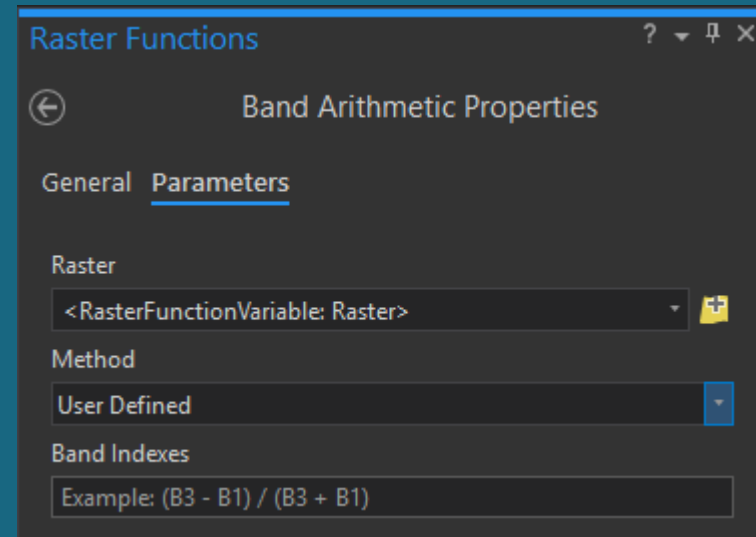 Raster Functions ?
Band Arithmetic Properties
General Parameters
Raster
<RasterFunctionVariable: Raster>
Method
User Defined
Band Indexes
Example: (B3 - B1) / (B3 + B1)